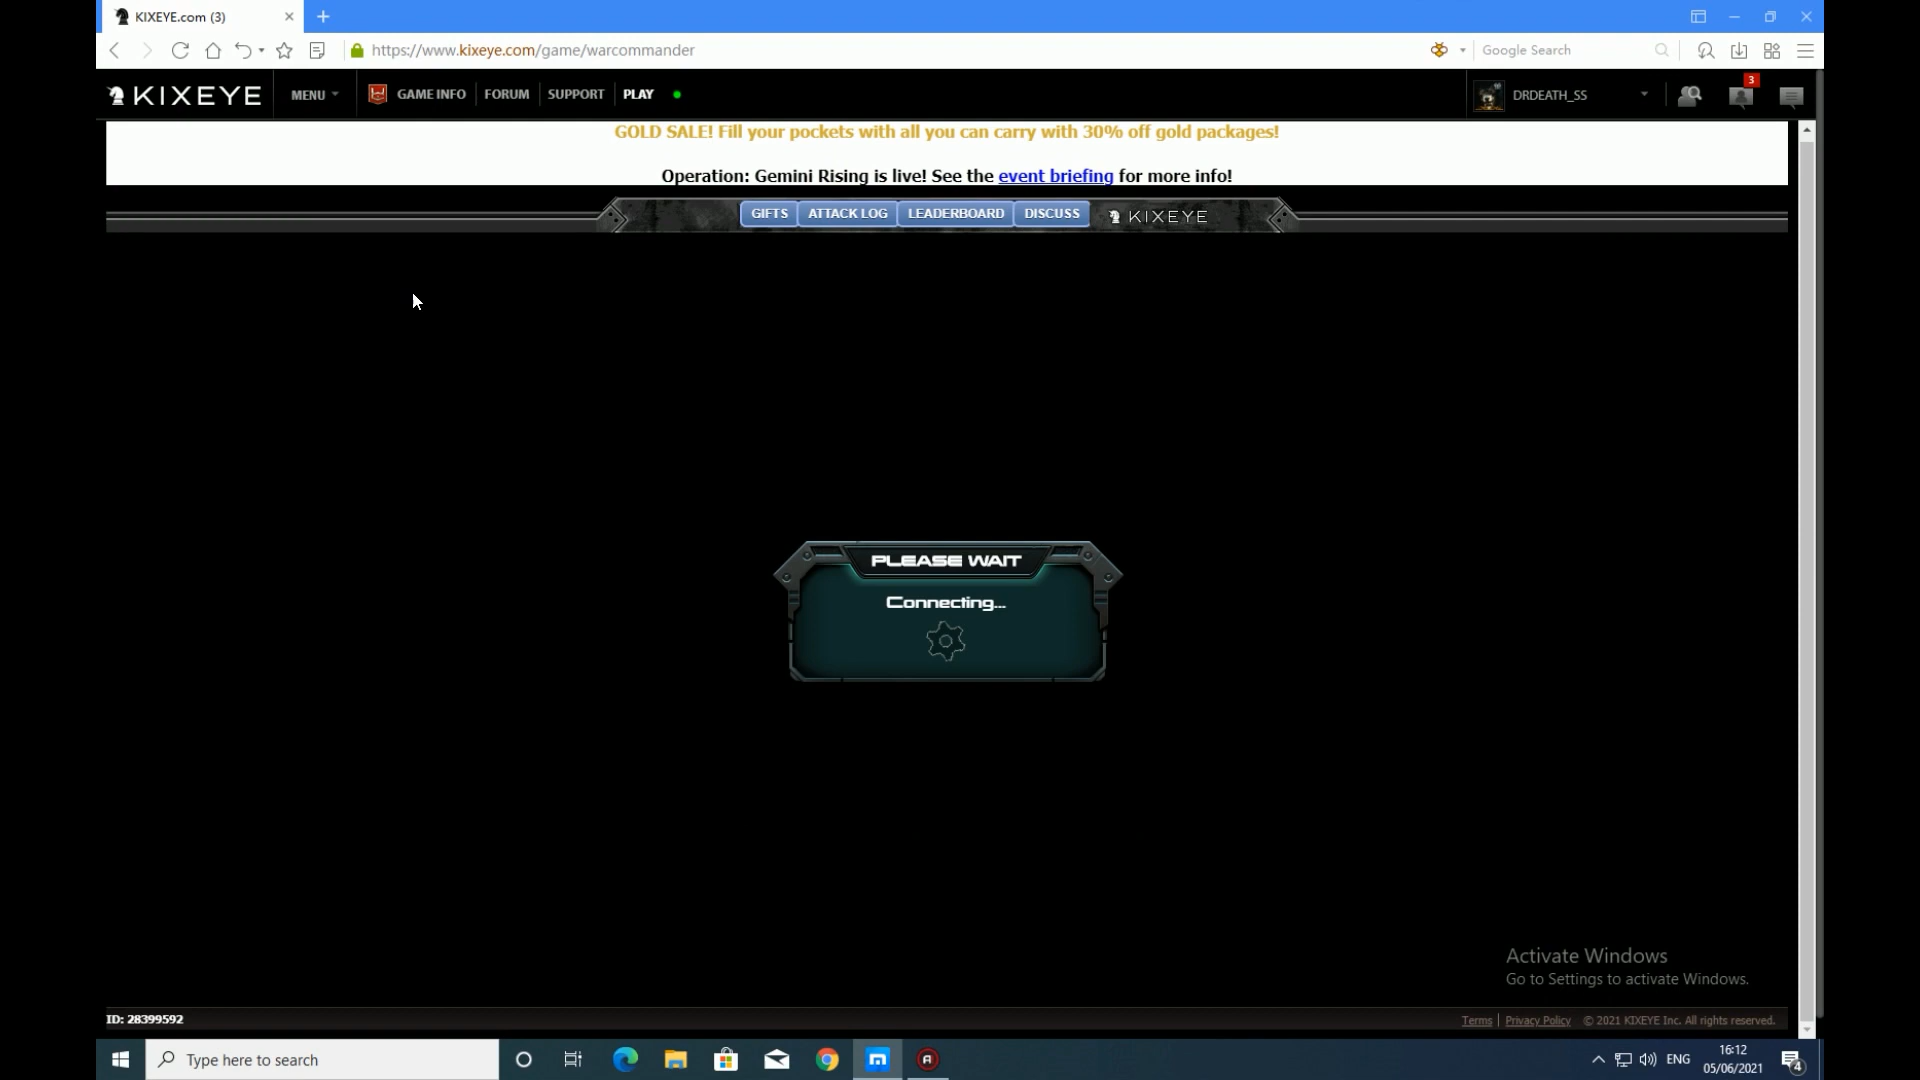 KIXEYE.com (3)
https://www.kixeye.com/game/warcommander
Google Search
KIXEYE
MENU
GAME INFO
FORUM
SUPPORT
PLAY
DRDEATH_SS
3
GOLD SALE! Fill your pockets with all you can carry with 30% off gold packages!
Operation: Gemini Rising is live! See the event briefing for more info!
GIFTS
ATTACK LOG
LEADERBOARD
DISCUSS
KIXEYE
PLEASE WAIT
Connecting...
Activate Windows
Go to Settings to activate Windows.
ID: 28399592
Terms | Privacy Policy © 2021 KIXEYE Inc. All rights reserved.
Type here to search
ENG
16:12
05/06/2021
4